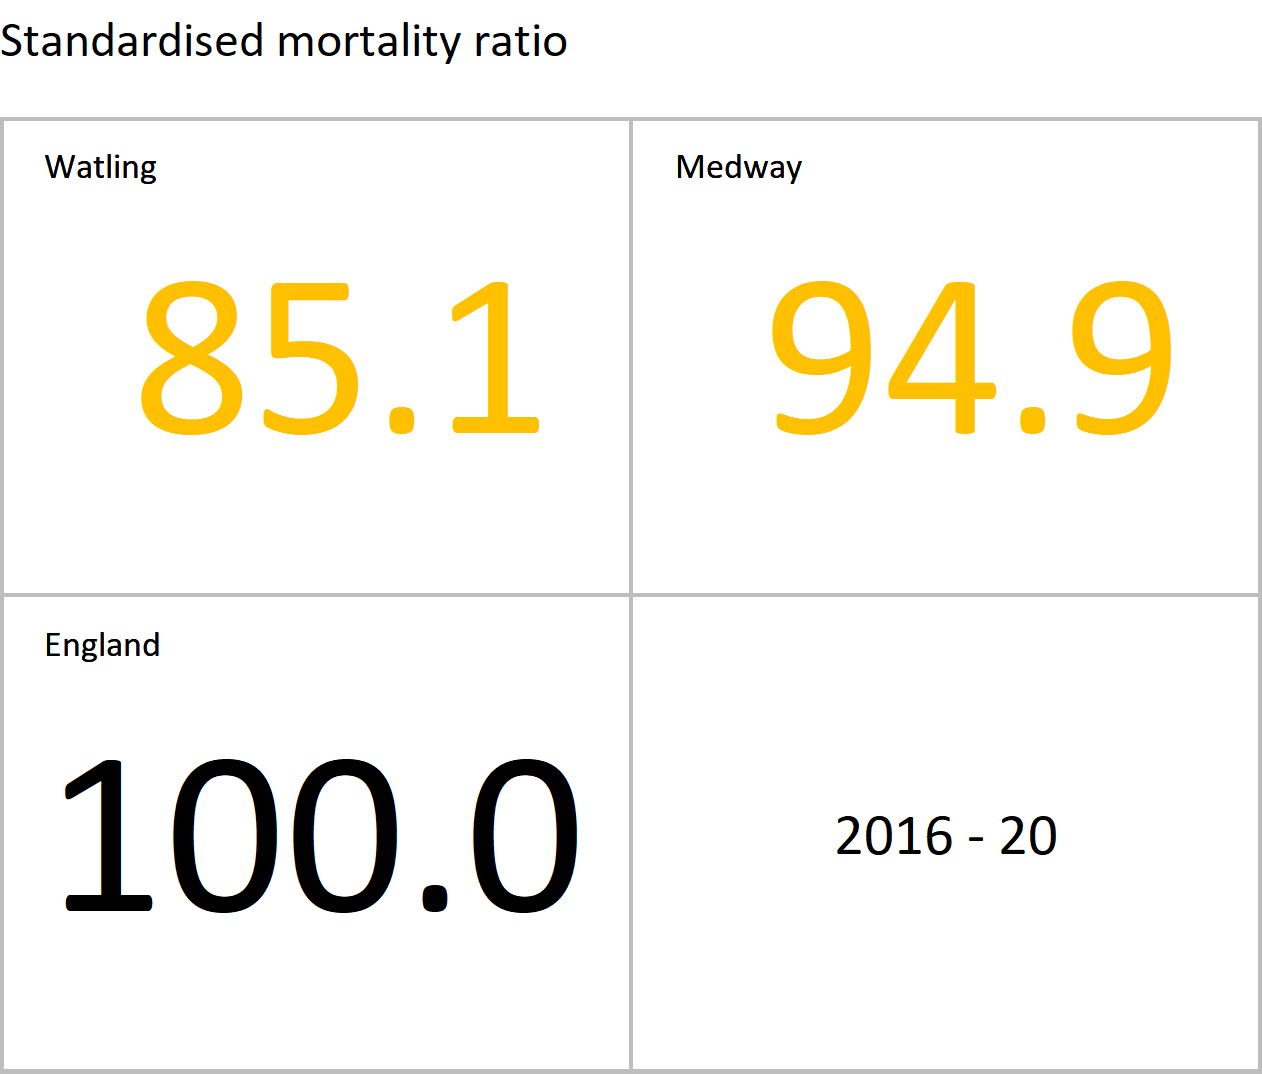 Standardised mortality ratio
Watling
85.1
Medway
94.9
England
100.0
2016 - 20